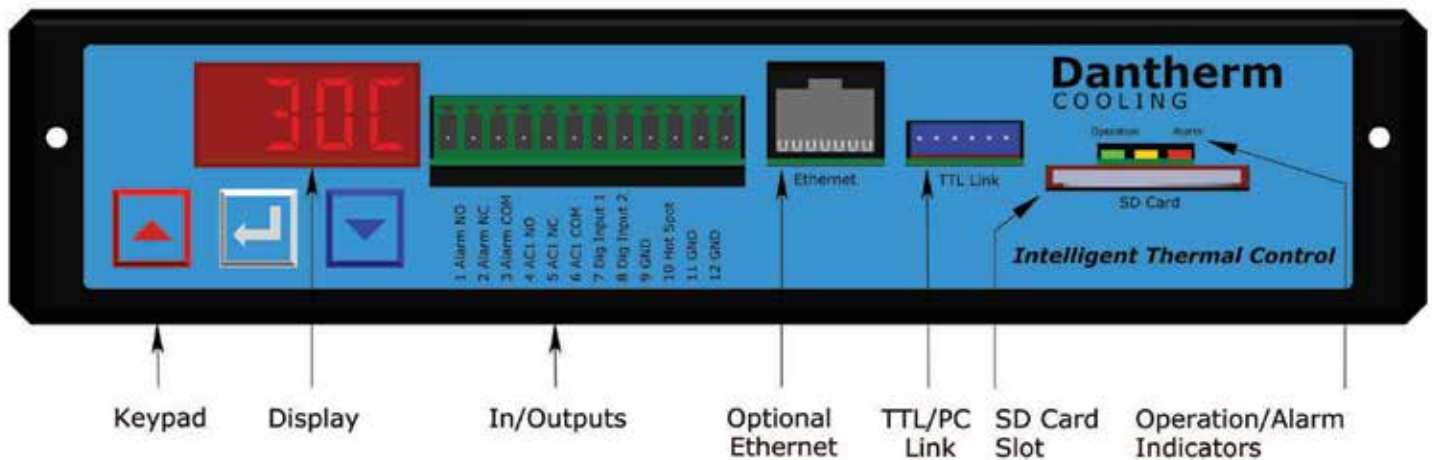 30C
Dantherm
COOLING
Operation Alarm
Ethernet
TTL Link
SD Card
1 Alarm NO
2 Alarm NC
3 Alarm COM
4 AC1 NO
5 AC1 NC
6 AC1 COM
7 Dig Input 1
8 Dig Input 2
9 GND
10 Hot Spot
11 GND
12 GND
Intelligent Thermal Control
Keypad
Display
In/Outputs
Optional
Ethernet
TTL/PC
Link
SD Card
Slot
Operation/Alarm
Indicators